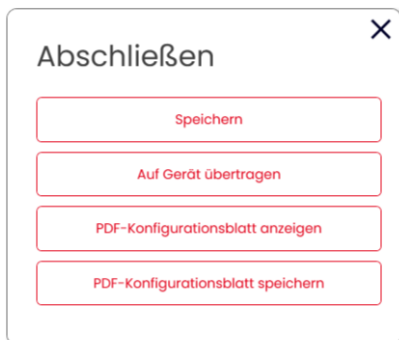 Abschließen
Speichern
Auf Gerät übertragen
PDF-Konfigurationsblatt anzeigen
PDF-Konfigurationsblatt speichern